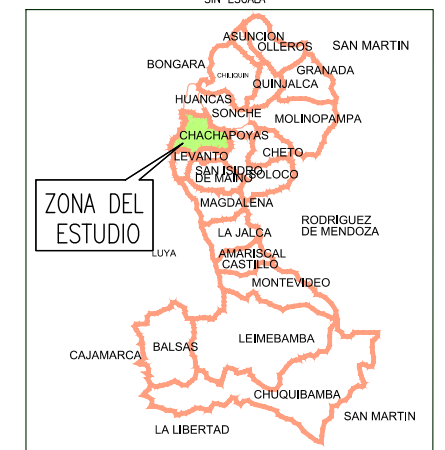 SIN ESCALA
ASUNCION
OLLEROS
SAN MARTIN
BONGARA
CHILIQUIN
GRANADA
QUINJALCA
HUANCAS
SONCHE
MOLINOPAMPA
CHACHAPOYAS
LEVANTO
CHETO
SAN ISIDRO
DE MAINO
SOLOCO
ZONA DEL
ESTUDIO
MAGDALENA
RODRIGUEZ
DE MENDOZA
LA JALCA
LUYA
AMARISCAL
CASTILLO
MONTEVIDEO
LEIMEBAMBA
BALSAS
CAJAMARCA
CHUQUIBAMBA
SAN MARTIN
LA LIBERTAD